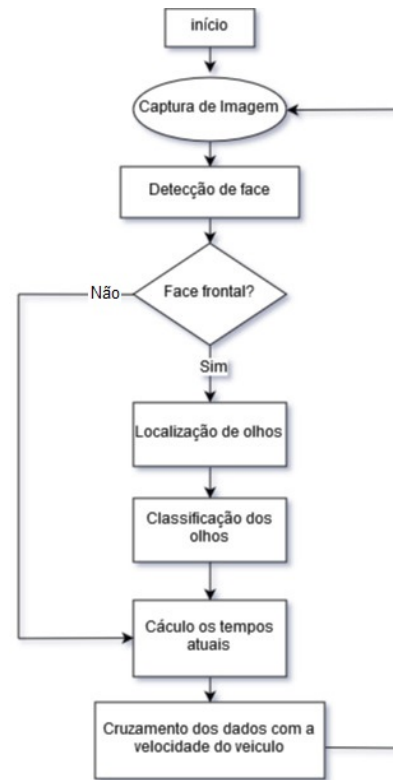 início
Captura de Imagem
Detecção de face
Face frontal?
Não
Sim
Localização de olhos
Classificação dos
olhos
Cáculo os tempos
atuais
Cruzamento dos dados com a
velocidade do veiculo